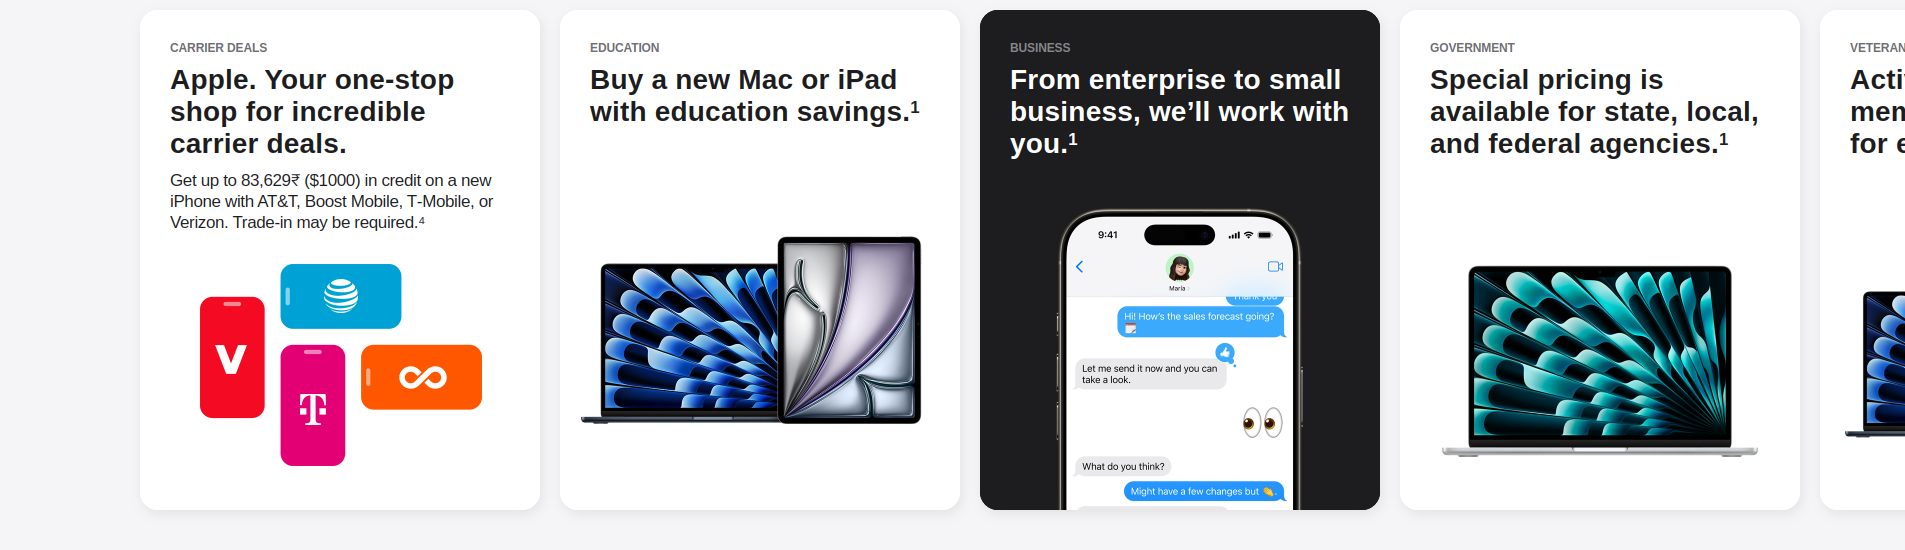 CARRIER DEALS
Apple. Your one-stop
shop for incredible
carrier deals.
Get up to 83,629₹ ($1000) in credit on a new
iPhone with AT&T, Boost Mobile, T-Mobile, or
Verizon. Trade-in may be required.⁴
EDUCATION
Buy a new Mac or iPad
with education savings.¹
BUSINESS
From enterprise to small
business, we’ll work with
you.¹
9:41
Maria
Thank you
Hi! How's the sales forecast going?
Let me send it now and you can
take a look.
What do you think?
Might have a few changes but 👏.
GOVERNMENT
Special pricing is
available for state, local,
and federal agencies.¹